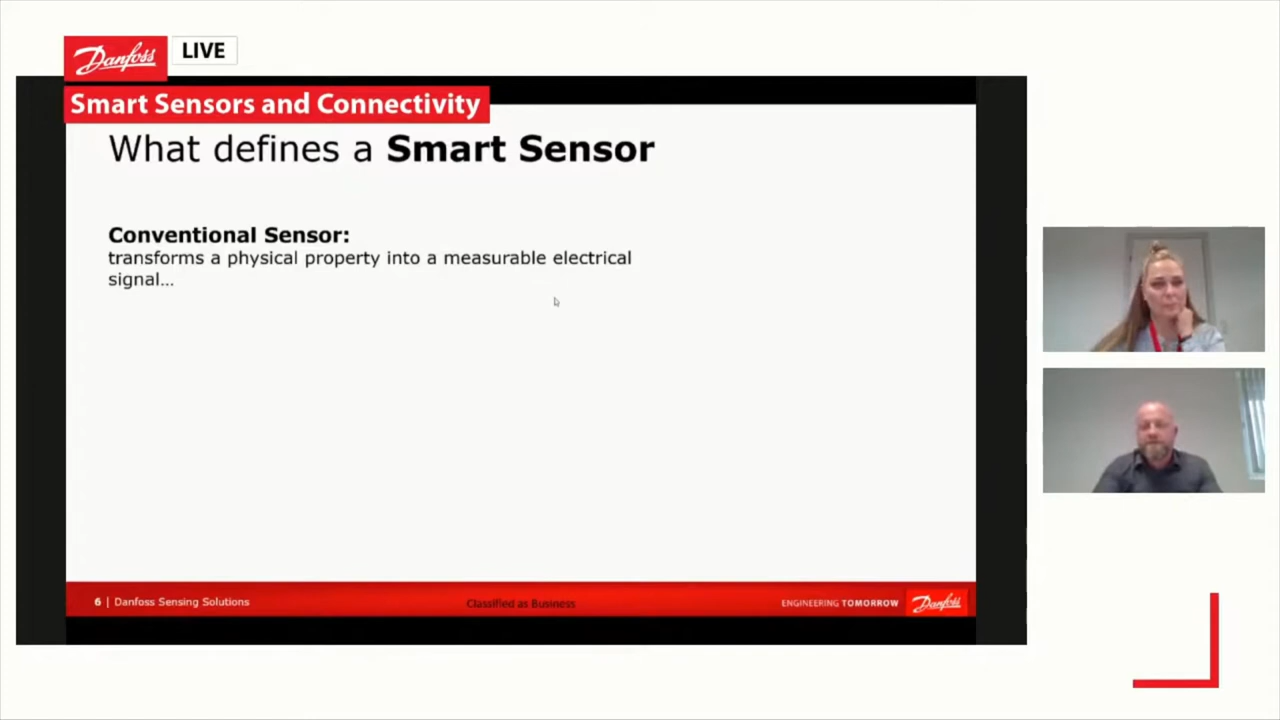 Danfoss
LIVE
Smart Sensors and Connectivity
What defines a Smart Sensor
Conventional Sensor:
transforms a physical property into a measurable electrical
signal...
6 | Danfoss Sensing Solutions
Classified as Business
ENGINEERING TOMORROW
Danfoss